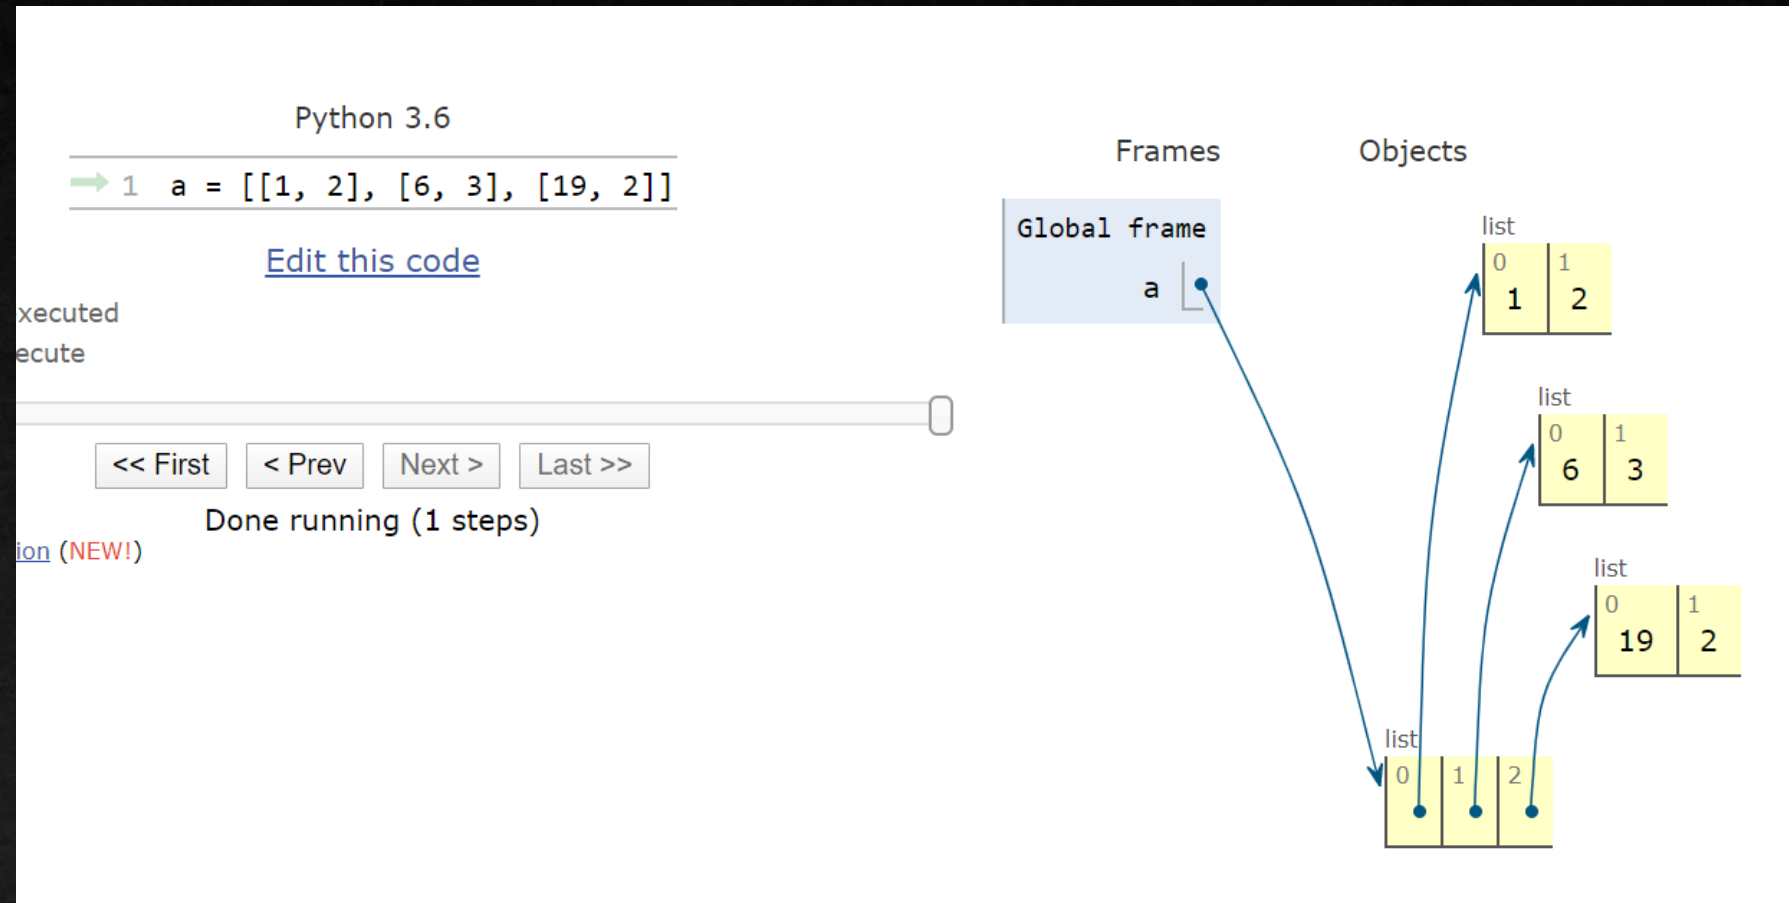 Python 3.6
1 a = [[1, 2], [6, 3], [19, 2]]
Edit this code
xecuted
ecute
<< First < Prev Next > Last >>
Done running (1 steps)
ion (NEW!)
Frames Objects
Global frame
a
list
0 1
1 2
list
0 1
6 3
list
0 1
19 2
list
0 1 2